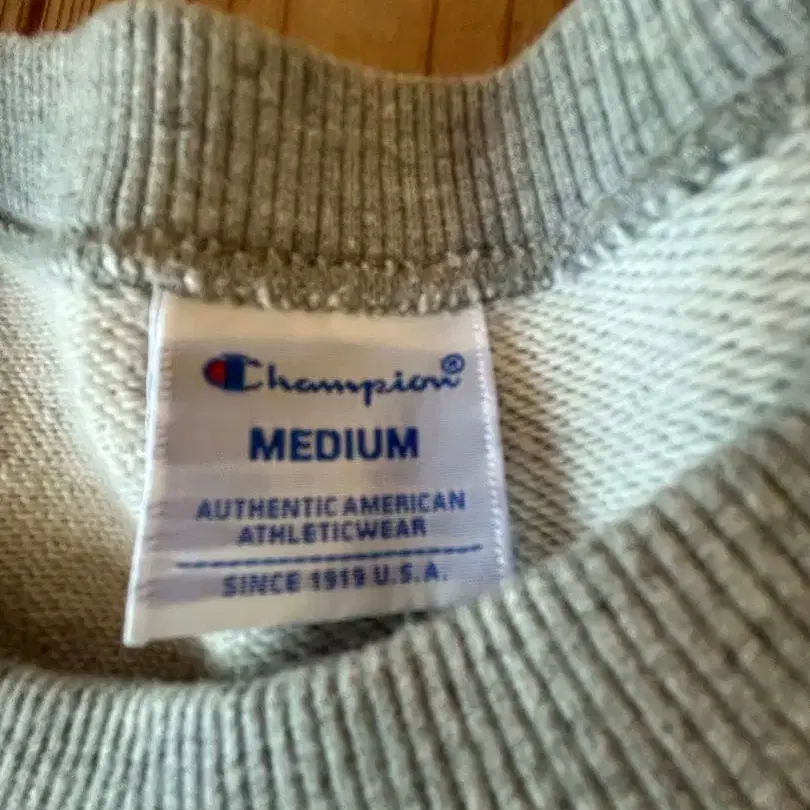 Champion®
MEDIUM
AUTHENTIC AMERICAN
ATHLETICWEAR
SINCE 1919 U.S.A.